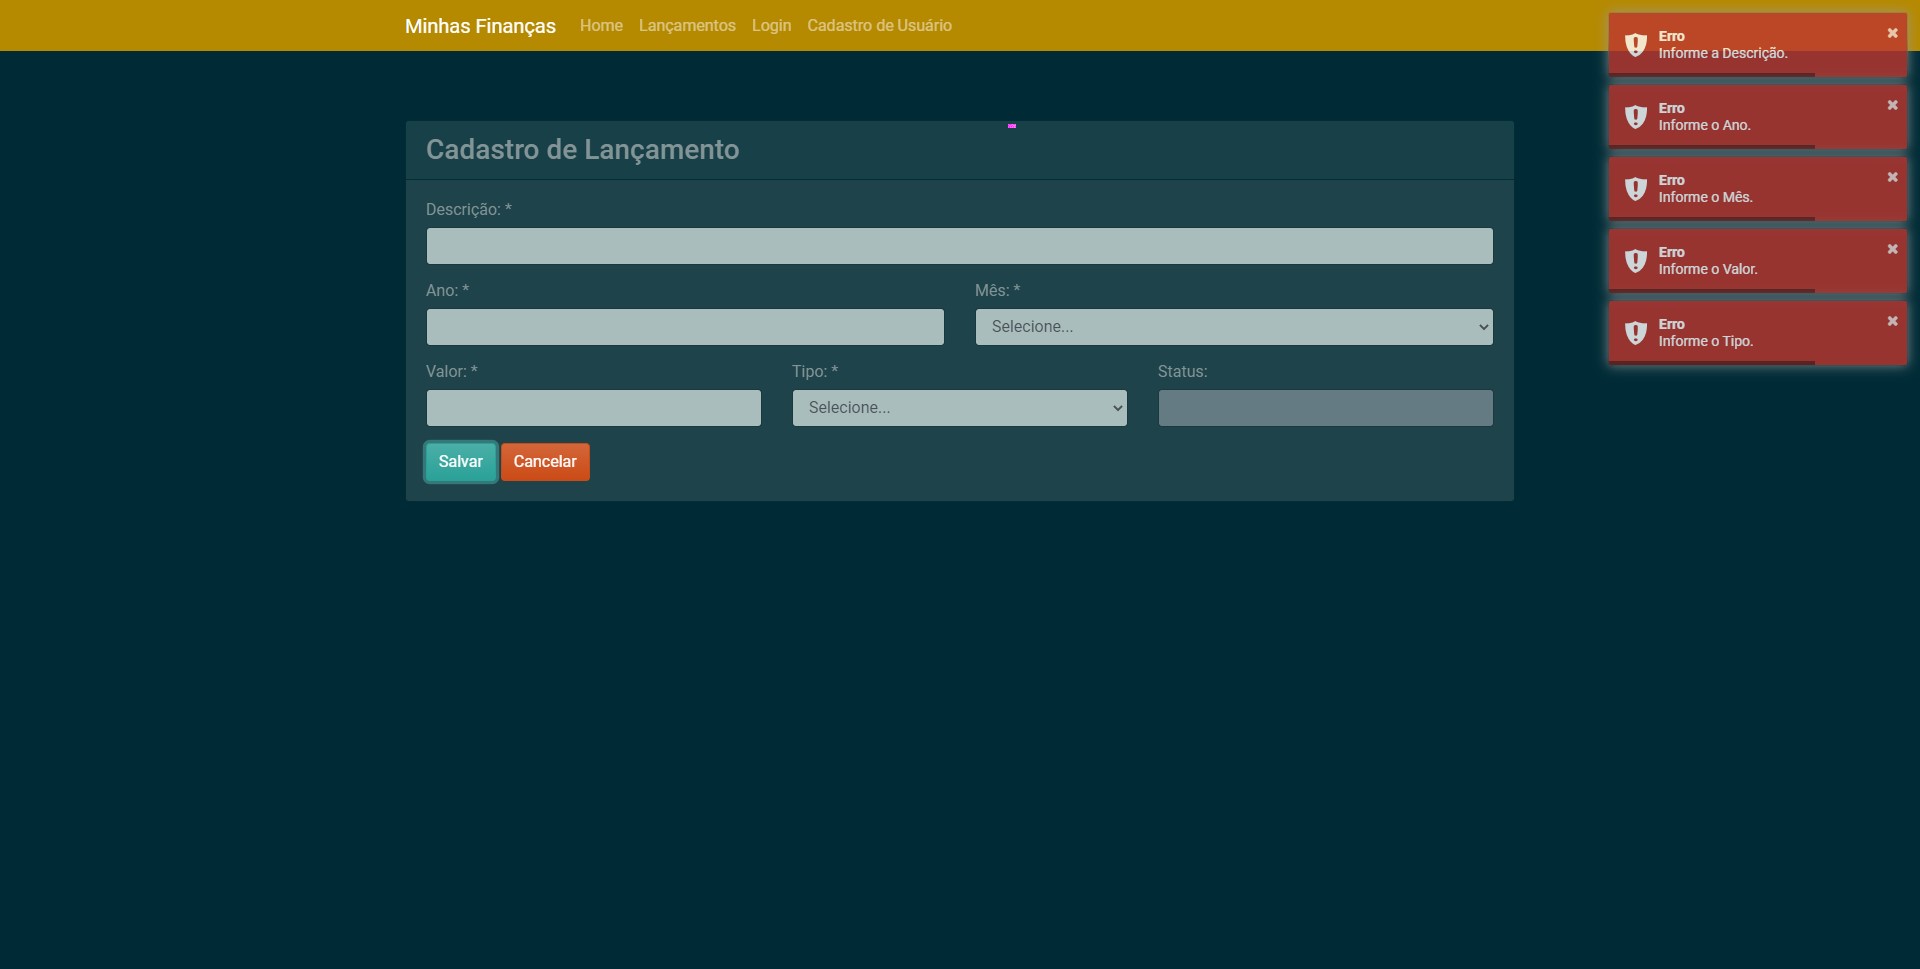 Minhas Finanças Home Lançamentos Login Cadastro de Usuário
Erro
Informe a Descrição.
Erro
Informe o Ano.
Erro
Informe o Mês.
Erro
Informe o Valor.
Erro
Informe o Tipo.
Cadastro de Lançamento
Descrição: *
Ano: * Mês: *
Selecione...
Valor: * Tipo: * Status:
Selecione...
Salvar Cancelar